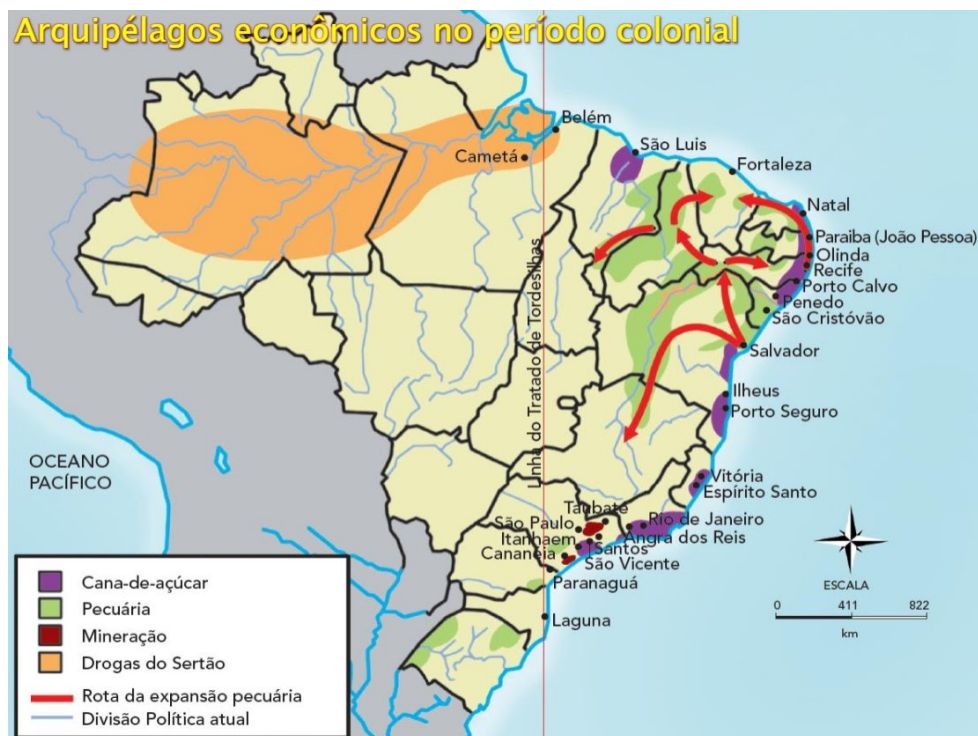 Arquipélagos econômicos no período colonial
Belém
Cametá
São Luis
Fortaleza
Natal
Paraiba (João Pessoa)
Olinda
Recife
Porto Calvo
Penedo
São Cristóvão
Salvador
Ilheus
Porto Seguro
Linha do Tratado de Tordesilhas
OCEANO
PACÍFICO
Vitória
Espírito Santo
Taubate
São Paulo
Rio de Janeiro
Itanhaem
Angra dos Reis
Cananéia
Santos
São Vicente
Paranaguá
Laguna
ESCALA
0 411 822
km
Cana-de-açúcar
Pecuária
Mineração
Drogas do Sertão
Rota da expansão pecuária
Divisão Política atual